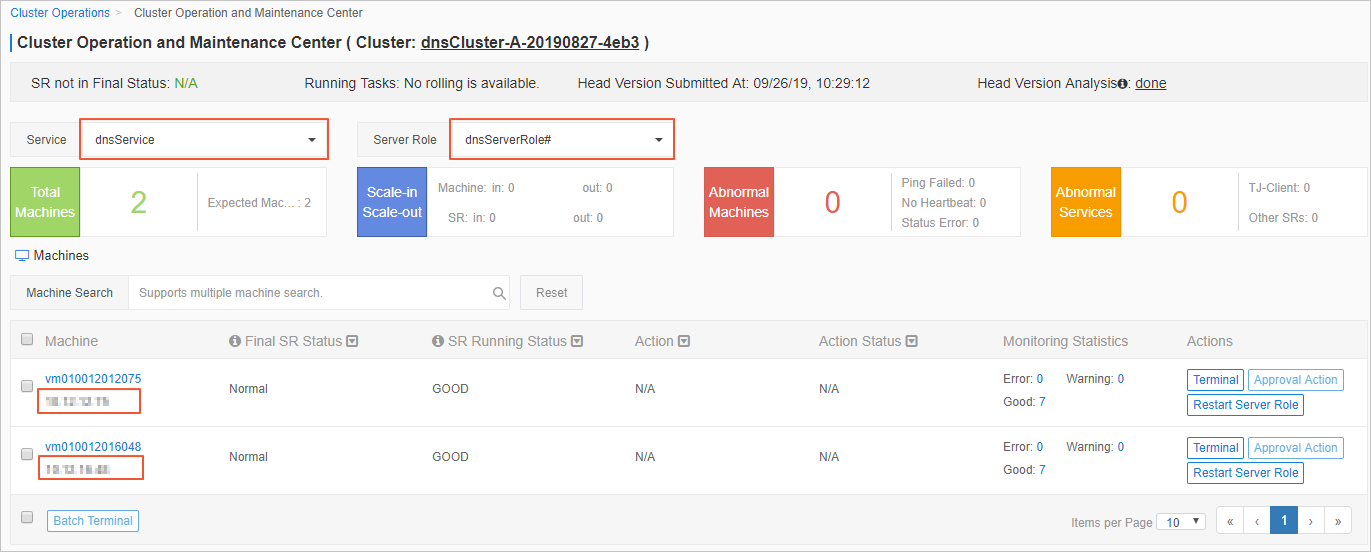 Cluster Operations > Cluster Operation and Maintenance Center
Cluster Operation and Maintenance Center ( Cluster: dnsCluster-A-20190827-4eb3 )
SR not in Final Status: N/A Running Tasks: No rolling is available. Head Version Submitted At: 09/26/19, 10:29:12 Head Version Analysis: done
Service dnsService Server Role dnsServerRole#
Total Machines 2 Expected Mac... : 2
Scale-in Scale-out Machine: in: 0 out: 0
SR: in: 0 out: 0
Abnormal Machines 0 Ping Failed: 0
No Heartbeat: 0
Status Error: 0
Abnormal Services 0 TJ-Client: 0
Other SRs: 0
Machines
Machine Search Supports multiple machine search. Reset
Machine Final SR Status SR Running Status Action Action Status Monitoring Statistics Actions
vm010012012075 Normal GOOD N/A N/A Error: 0 Warning: 0 Terminal Approval Action
Good: 7 Restart Server Role
vm010012016048 Normal GOOD N/A N/A Error: 0 Warning: 0 Terminal Approval Action
Good: 7 Restart Server Role
Batch Terminal Items per Page 10 « ‹ 1 › »